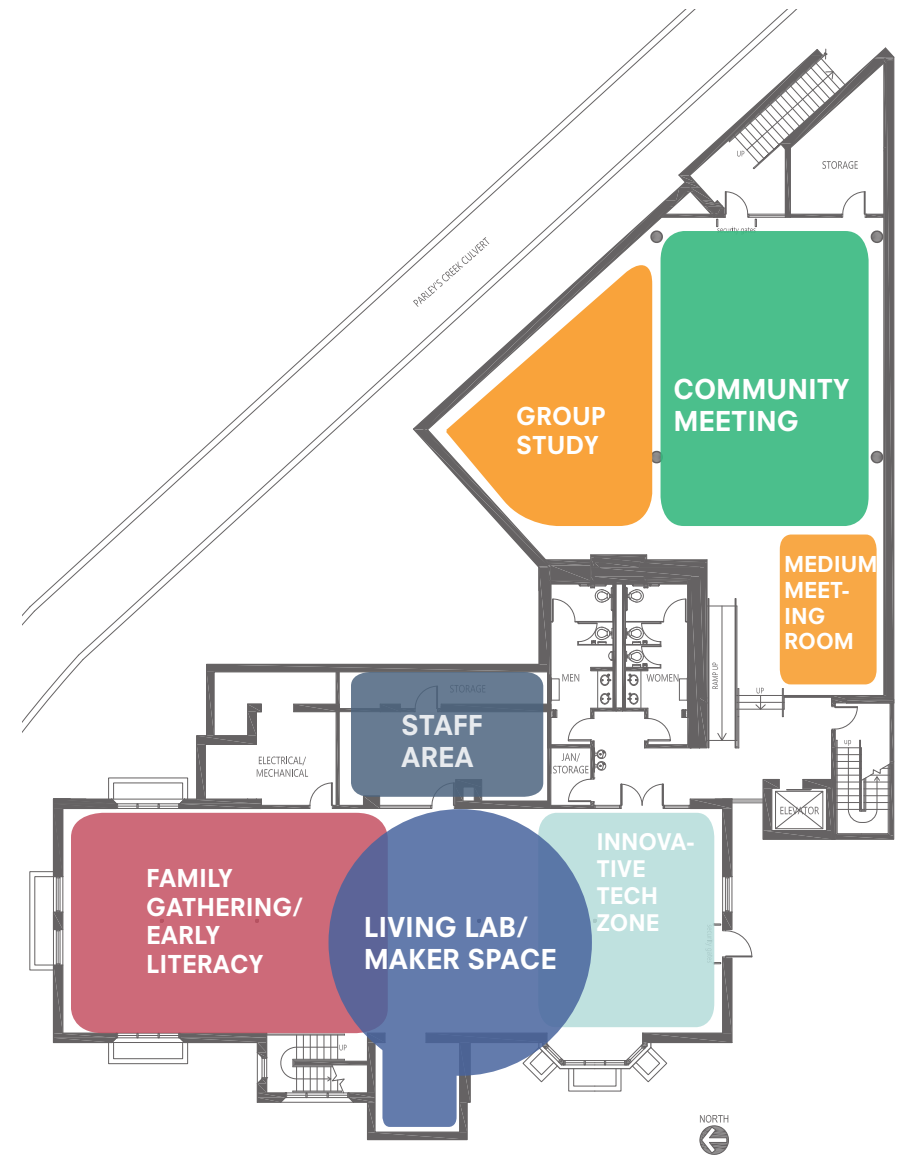 UP
STORAGE
security gates
PARLEY'S CREEK CULVERT
COMMUNITY
MEETING
GROUP
STUDY
MEDIUM
MEET-
ING
ROOM
MEN
WOMEN
RAMP UP
UP
STORAGE
STAFF
AREA
up
JAN/
STORAGE
ELECTRICAL/
MECHANICAL
ELEVATOR
INNOVA-
TIVE
TECH
ZONE
FAMILY
GATHERING/
EARLY
LITERACY
LIVING LAB/
MAKER SPACE
UP
NORTH